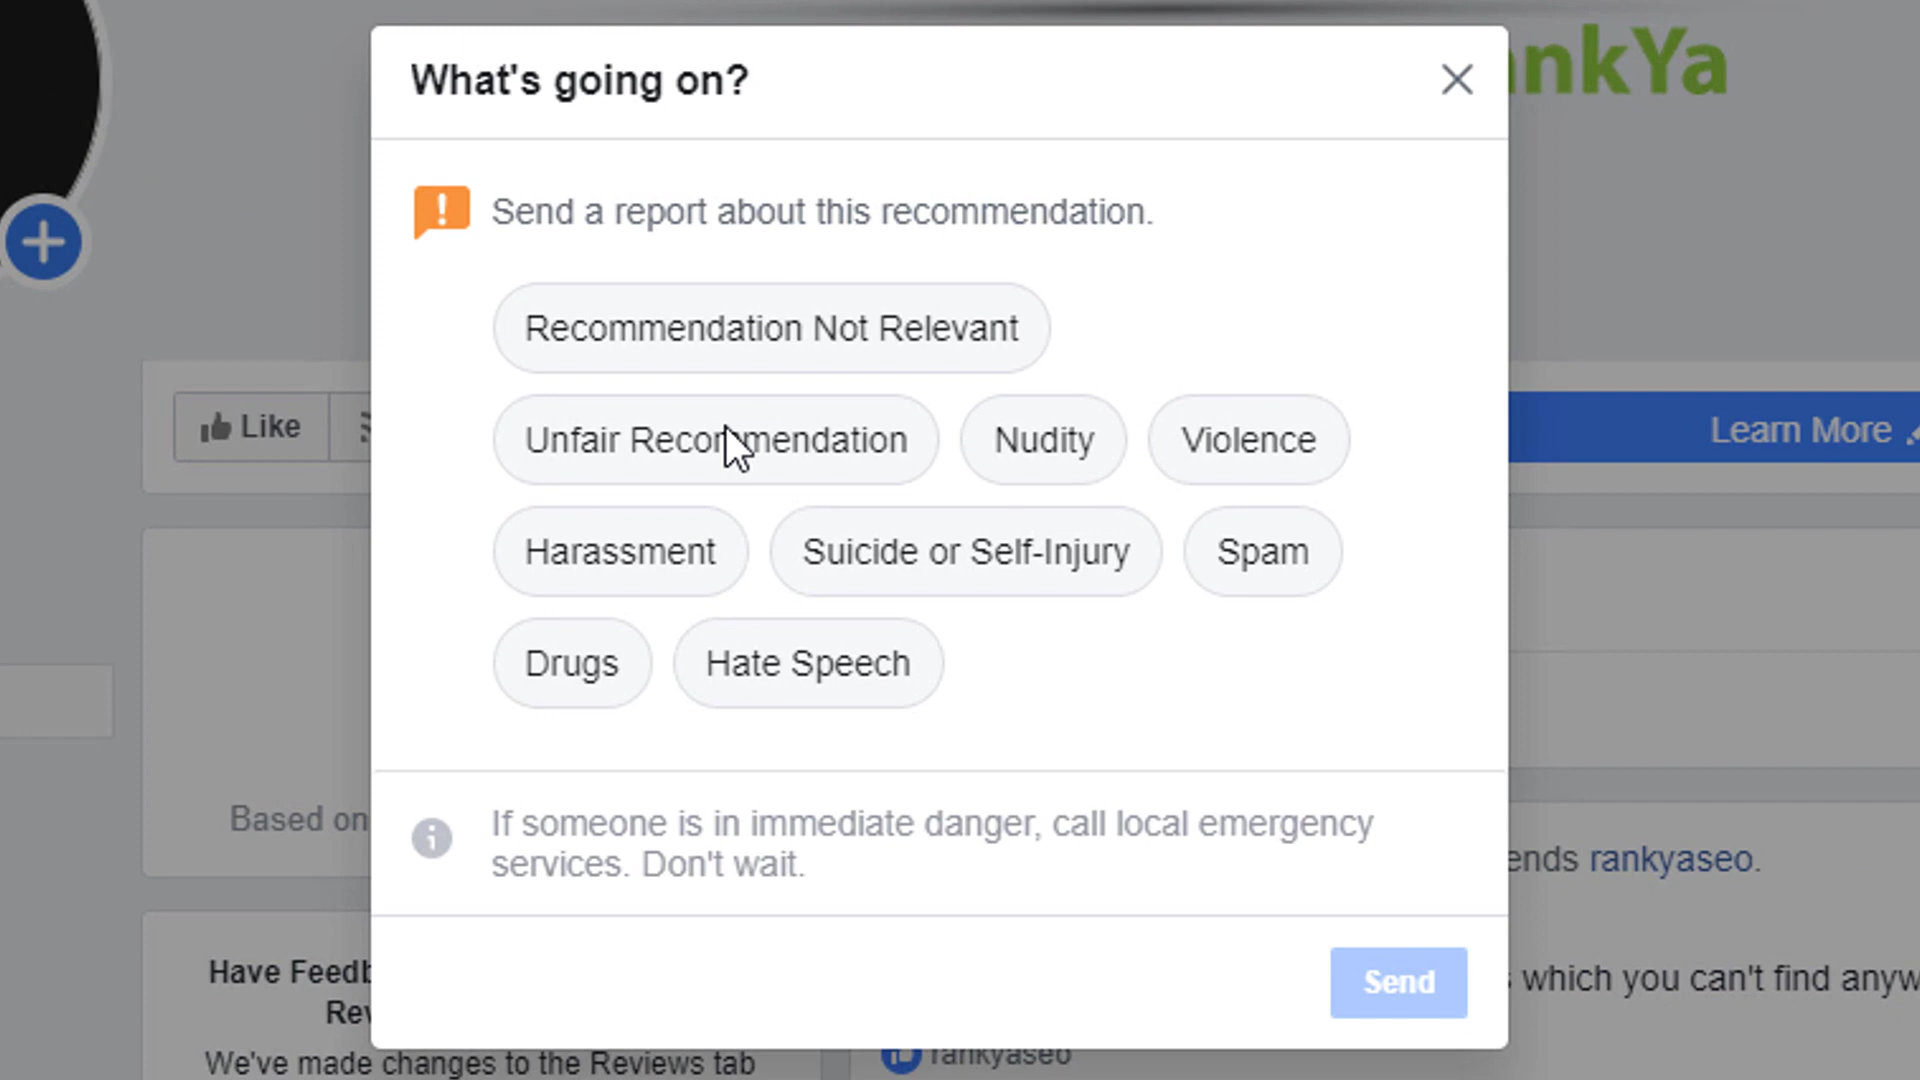 What's going on?
nkYa
Send a report about this recommendation.
Recommendation Not Relevant
Like
Learn More
Unfair Recommendation Nudity Violence
Harassment Suicide or Self-Injury Spam
Drugs Hate Speech
Based on
If someone is in immediate danger, call local emergency
services. Don't wait.
ends rankyaseo.
Have Feedb
Rev
Send
which you can't find anyw
We've made changes to the Reviews tab
rankyaseo